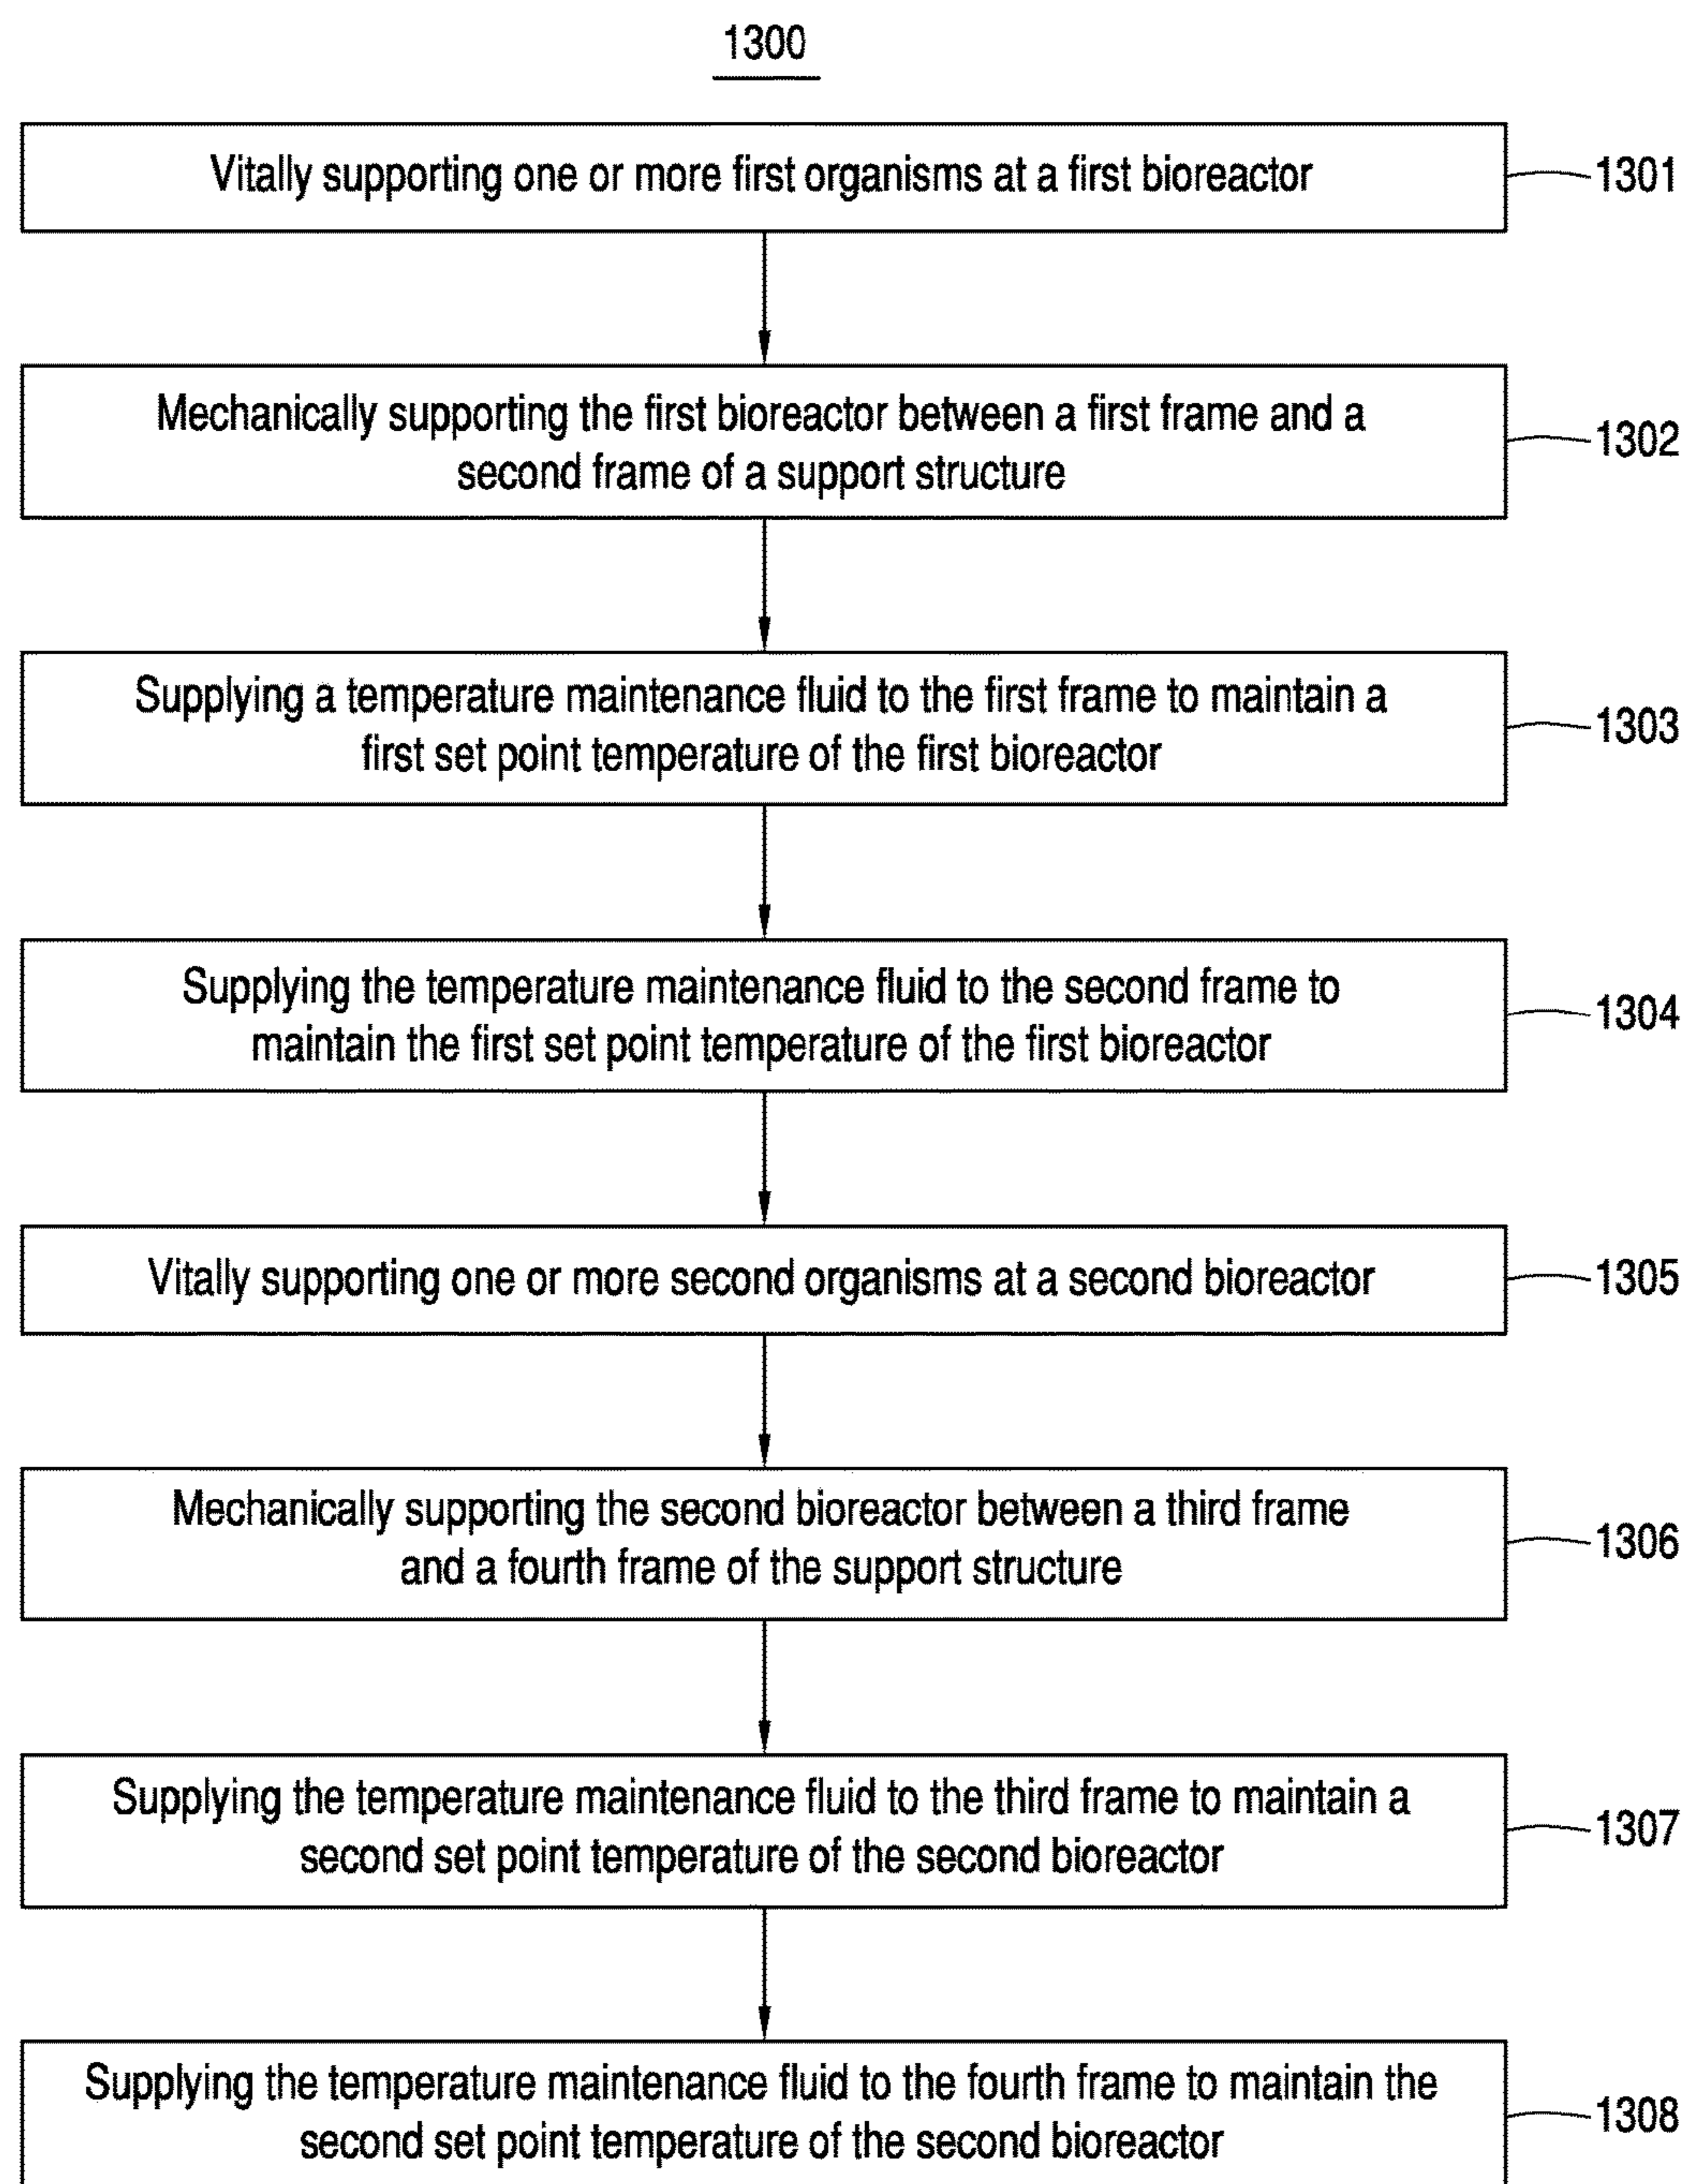 1300
Vitally supporting one or more first organisms at a first bioreactor
1301
Mechanically supporting the first bioreactor between a first frame and a
second frame of a support structure
1302
Supplying a temperature maintenance fluid to the first frame to maintain a
first set point temperature of the first bioreactor
1303
Supplying the temperature maintenance fluid to the second frame to
maintain the first set point temperature of the first bioreactor
1304
Vitally supporting one or more second organisms at a second bioreactor
1305
Mechanically supporting the second bioreactor between a third frame
and a fourth frame of the support structure
1306
Supplying the temperature maintenance fluid to the third frame to maintain a
second set point temperature of the second bioreactor
1307
Supplying the temperature maintenance fluid to the fourth frame to maintain the
second set point temperature of the second bioreactor
1308